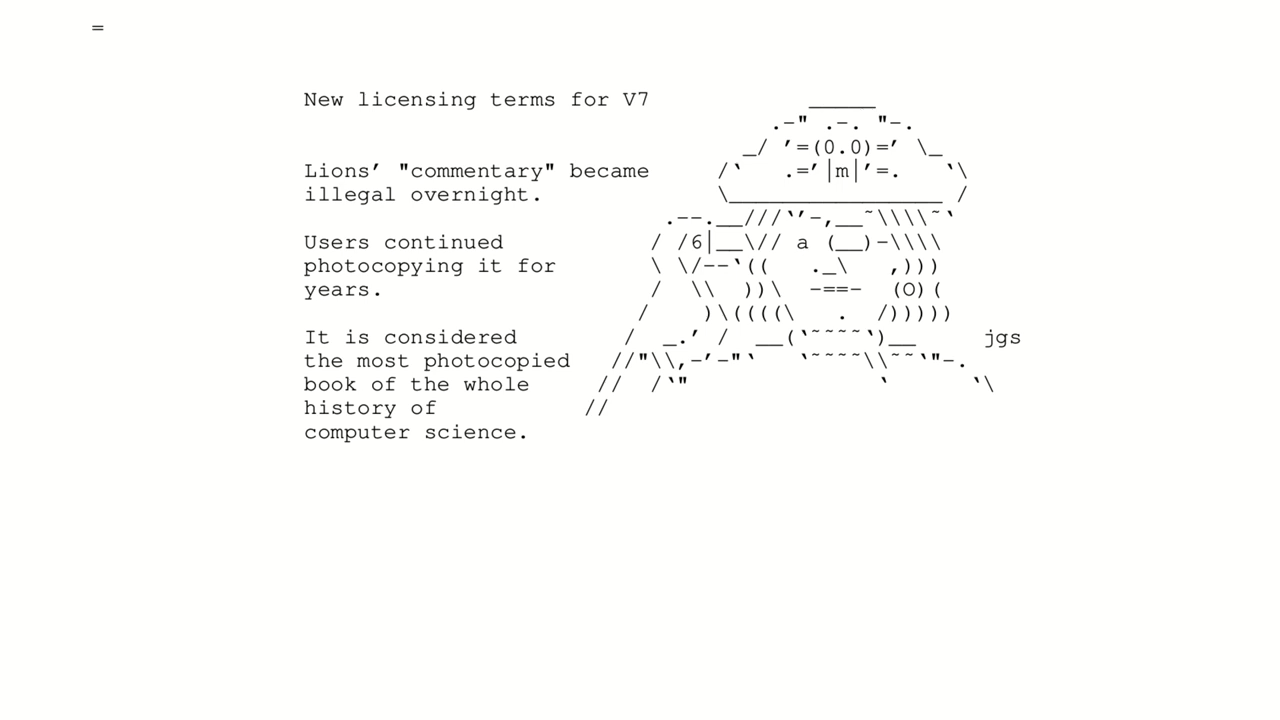 =
New licensing terms for V7
Lions' "commentary" became
illegal overnight.
Users continued
photocopying it for
years.
It is considered
the most photocopied
book of the whole
history of
computer science.
jgs